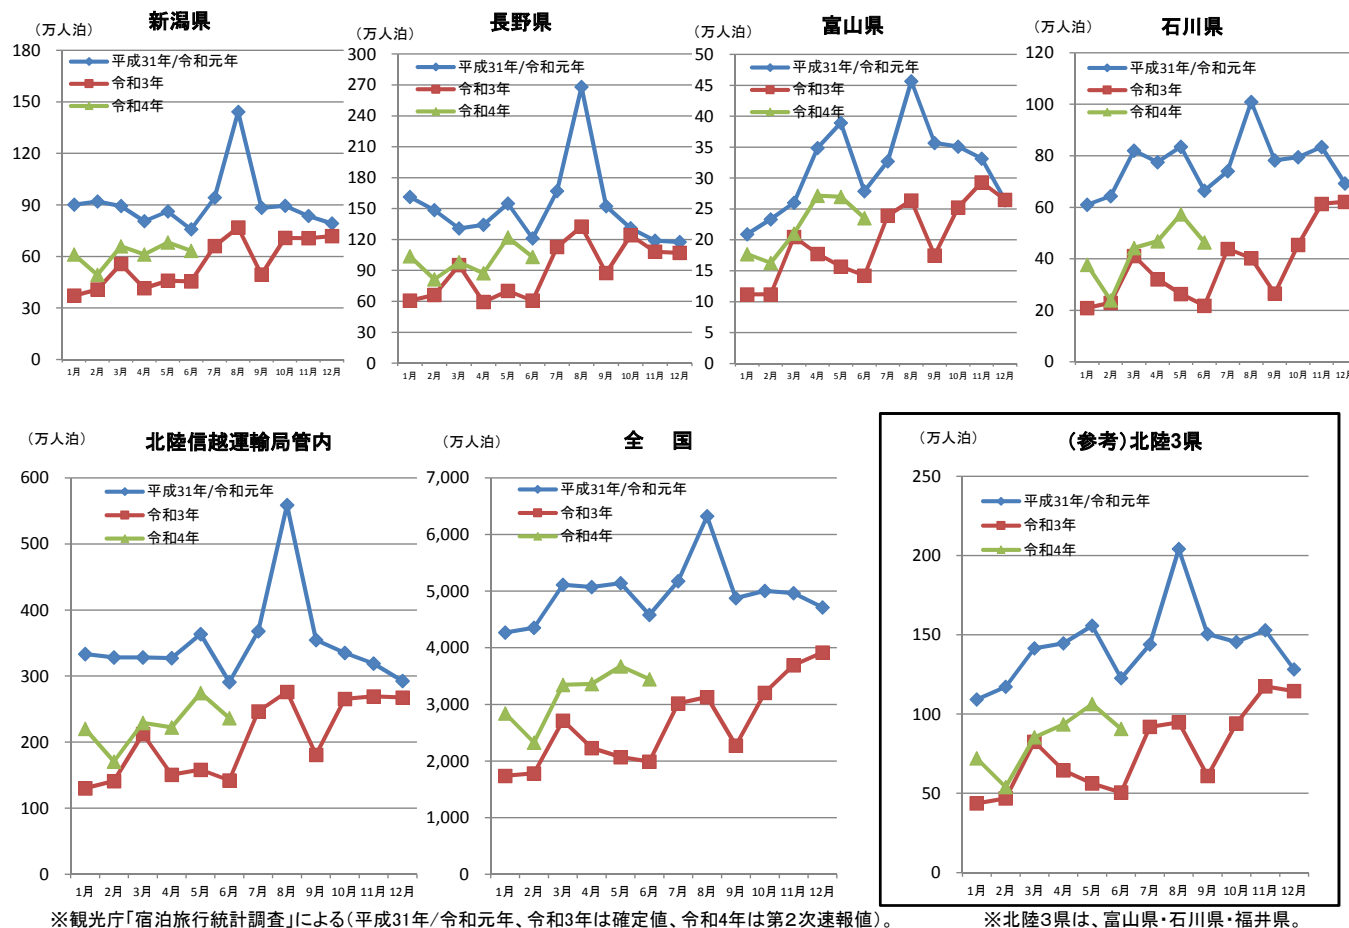 新潟県
（万人泊）
180
150
120
90
60
30
0
平成31年/令和元年
令和3年
令和4年
1月 2月 3月 4月 5月 6月 7月 8月 9月 10月 11月 12月
長野県
（万人泊）
300
270
240
210
180
150
120
90
60
30
0
平成31年/令和元年
令和3年
令和4年
1月 2月 3月 4月 5月 6月 7月 8月 9月 10月 11月 12月
富山県
（万人泊）
50
45
40
35
30
25
20
15
10
5
0
平成31年/令和元年
令和3年
令和4年
1月 2月 3月 4月 5月 6月 7月 8月 9月 10月 11月 12月
石川県
（万人泊）
120
100
80
60
40
20
0
平成31年/令和元年
令和3年
令和4年
1月 2月 3月 4月 5月 6月 7月 8月 9月 10月 11月 12月
（万人泊）
北陸信越運輸局管内
600
500
400
300
200
100
0
平成31年/令和元年
令和3年
令和4年
1月 2月 3月 4月 5月 6月 7月 8月 9月 10月 11月 12月
（万人泊）
全 国
7,000
6,000
5,000
4,000
3,000
2,000
1,000
0
平成31年/令和元年
令和3年
令和4年
1月 2月 3月 4月 5月 6月 7月 8月 9月 10月 11月 12月
（万人泊）
（参考）北陸3県
250
200
150
100
50
0
平成31年/令和元年
令和3年
令和4年
1月 2月 3月 4月 5月 6月 7月 8月 9月 10月 11月 12月
※観光庁「宿泊旅行統計調査」による（平成31年/令和元年、令和3年は確定値、令和4年は第２次速報値）。
※北陸３県は、富山県・石川県・福井県。